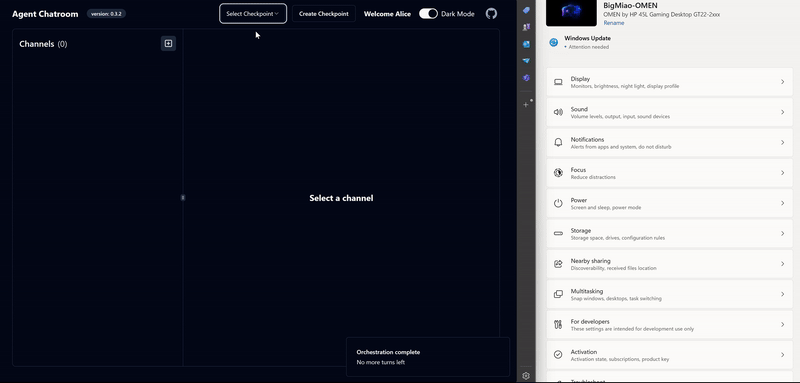 Agent Chatroom version: 0.3.2 Select Checkpoint Create Checkpoint Welcome Alice Dark Mode
Channels (0)
Select a channel
Orchestration complete
No more turns left
BigMiao-OMEN
OMEN by HP 45L Gaming Desktop GT22-2xxx
Rename
Windows Update
• Attention needed
Display
Monitors, brightness, night light, display profile
Sound
Volume levels, output, input, sound devices
Notifications
Alerts from apps and system, do not disturb
Focus
Reduce distractions
Power
Screen and sleep, power mode
Storage
Storage space, drives, configuration rules
Nearby sharing
Discoverability, received files location
Multitasking
Snap windows, desktops, task switching
For developers
These settings are intended for development use only
Activation
Activation state, subscriptions, product key